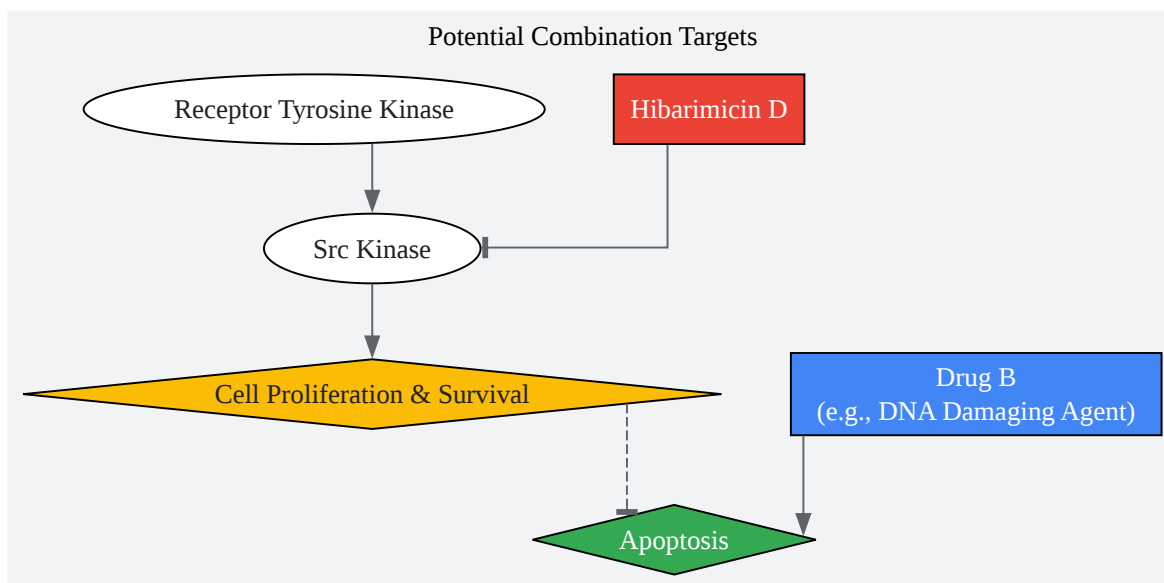 Potential Combination Targets
Receptor Tyrosine Kinase
Hibarimicin D
Src Kinase
Cell Proliferation & Survival
Drug B
(e.g., DNA Damaging Agent)
Apoptosis